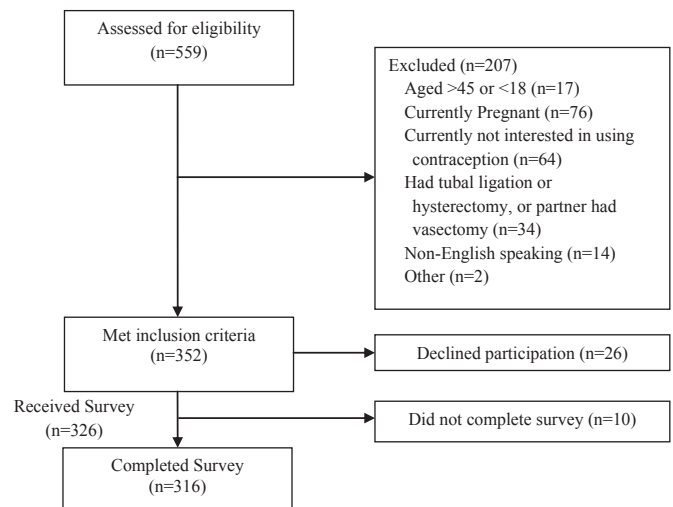 Assessed for eligibility
(n=559)
Excluded (n=207)
Aged >45 or <18 (n=17)
Currently Pregnant (n=76)
Currently not interested in using
contraception (n=64)
Had tubal ligation or
hysterectomy, or partner had
vasectomy (n=34)
Non-English speaking (n=14)
Other (n=2)
Met inclusion criteria
(n=352)
Declined participation (n=26)
Received Survey
(n=326)
Did not complete survey (n=10)
Completed Survey
(n=316)